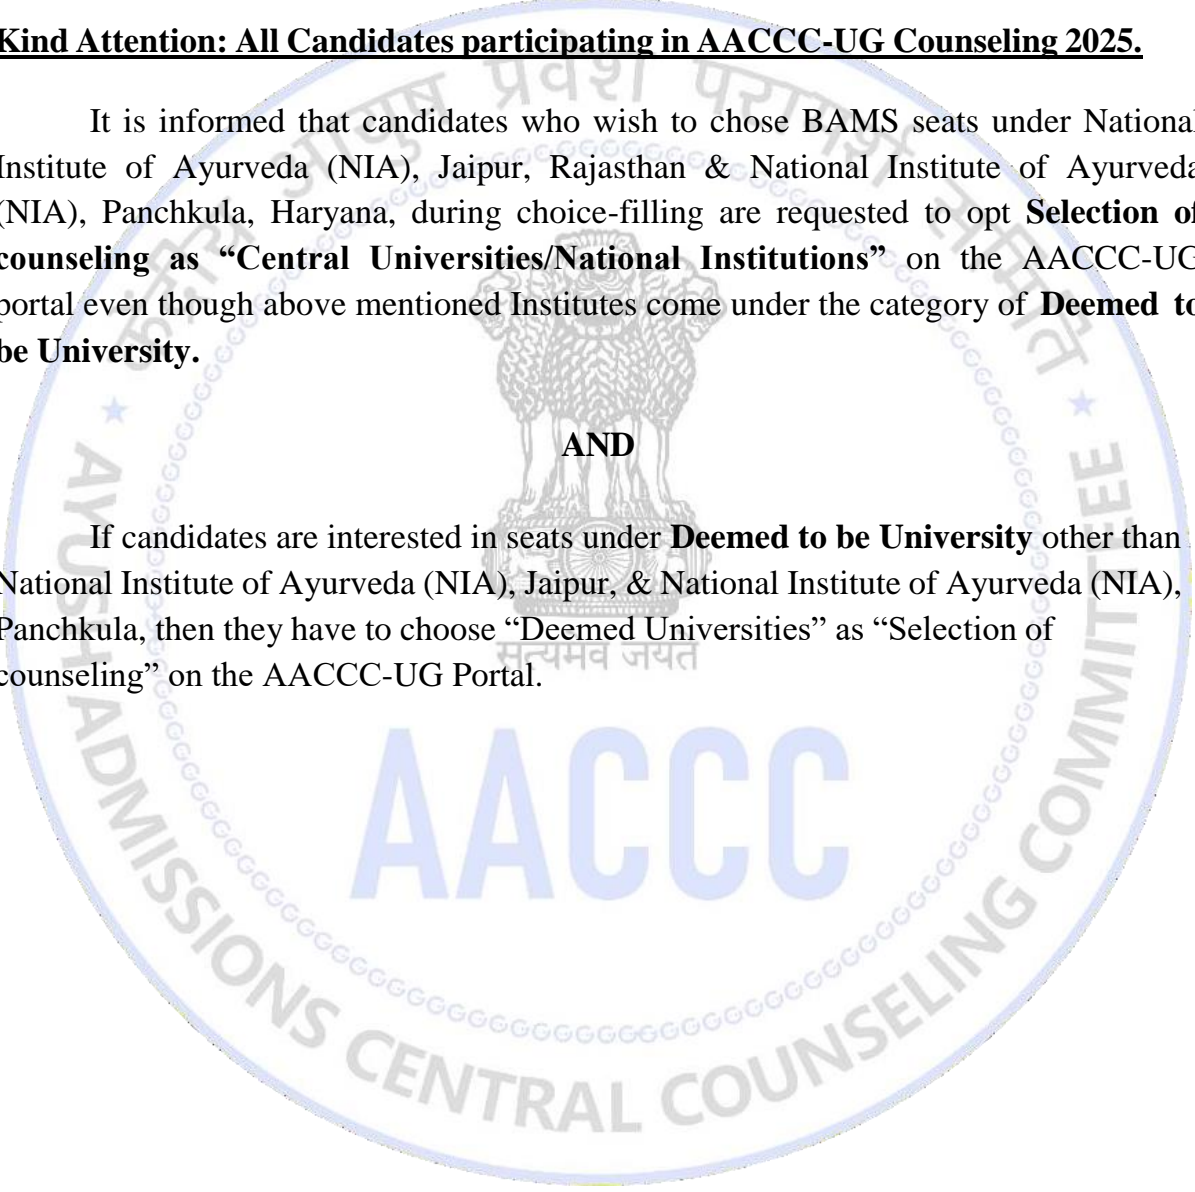 Kind Attention: All Candidates participating in AACCC-UG Counseling 2025.
It is informed that candidates who wish to chose BAMS seats under National
Institute of Ayurveda (NIA), Jaipur, Rajasthan & National Institute of Ayurveda
(NIA), Panchkula, Haryana, during choice-filling are requested to opt Selection of
counseling as “Central Universities/National Institutions” on the AACCC-UG
portal even though above mentioned Institutes come under the category of Deemed to
be University.
AND
If candidates are interested in seats under Deemed to be University other than
National Institute of Ayurveda (NIA), Jaipur, & National Institute of Ayurveda (NIA),
Panchkula, then they have to choose “Deemed Universities” as “Selection of
counseling” on the AACCC-UG Portal.
केंद्रीय आयुष प्रवेश परामर्श समिति
सत्यमेव जयते
AACCC
AYUSH ADMISSIONS CENTRAL COUNSELING COMMITTEE